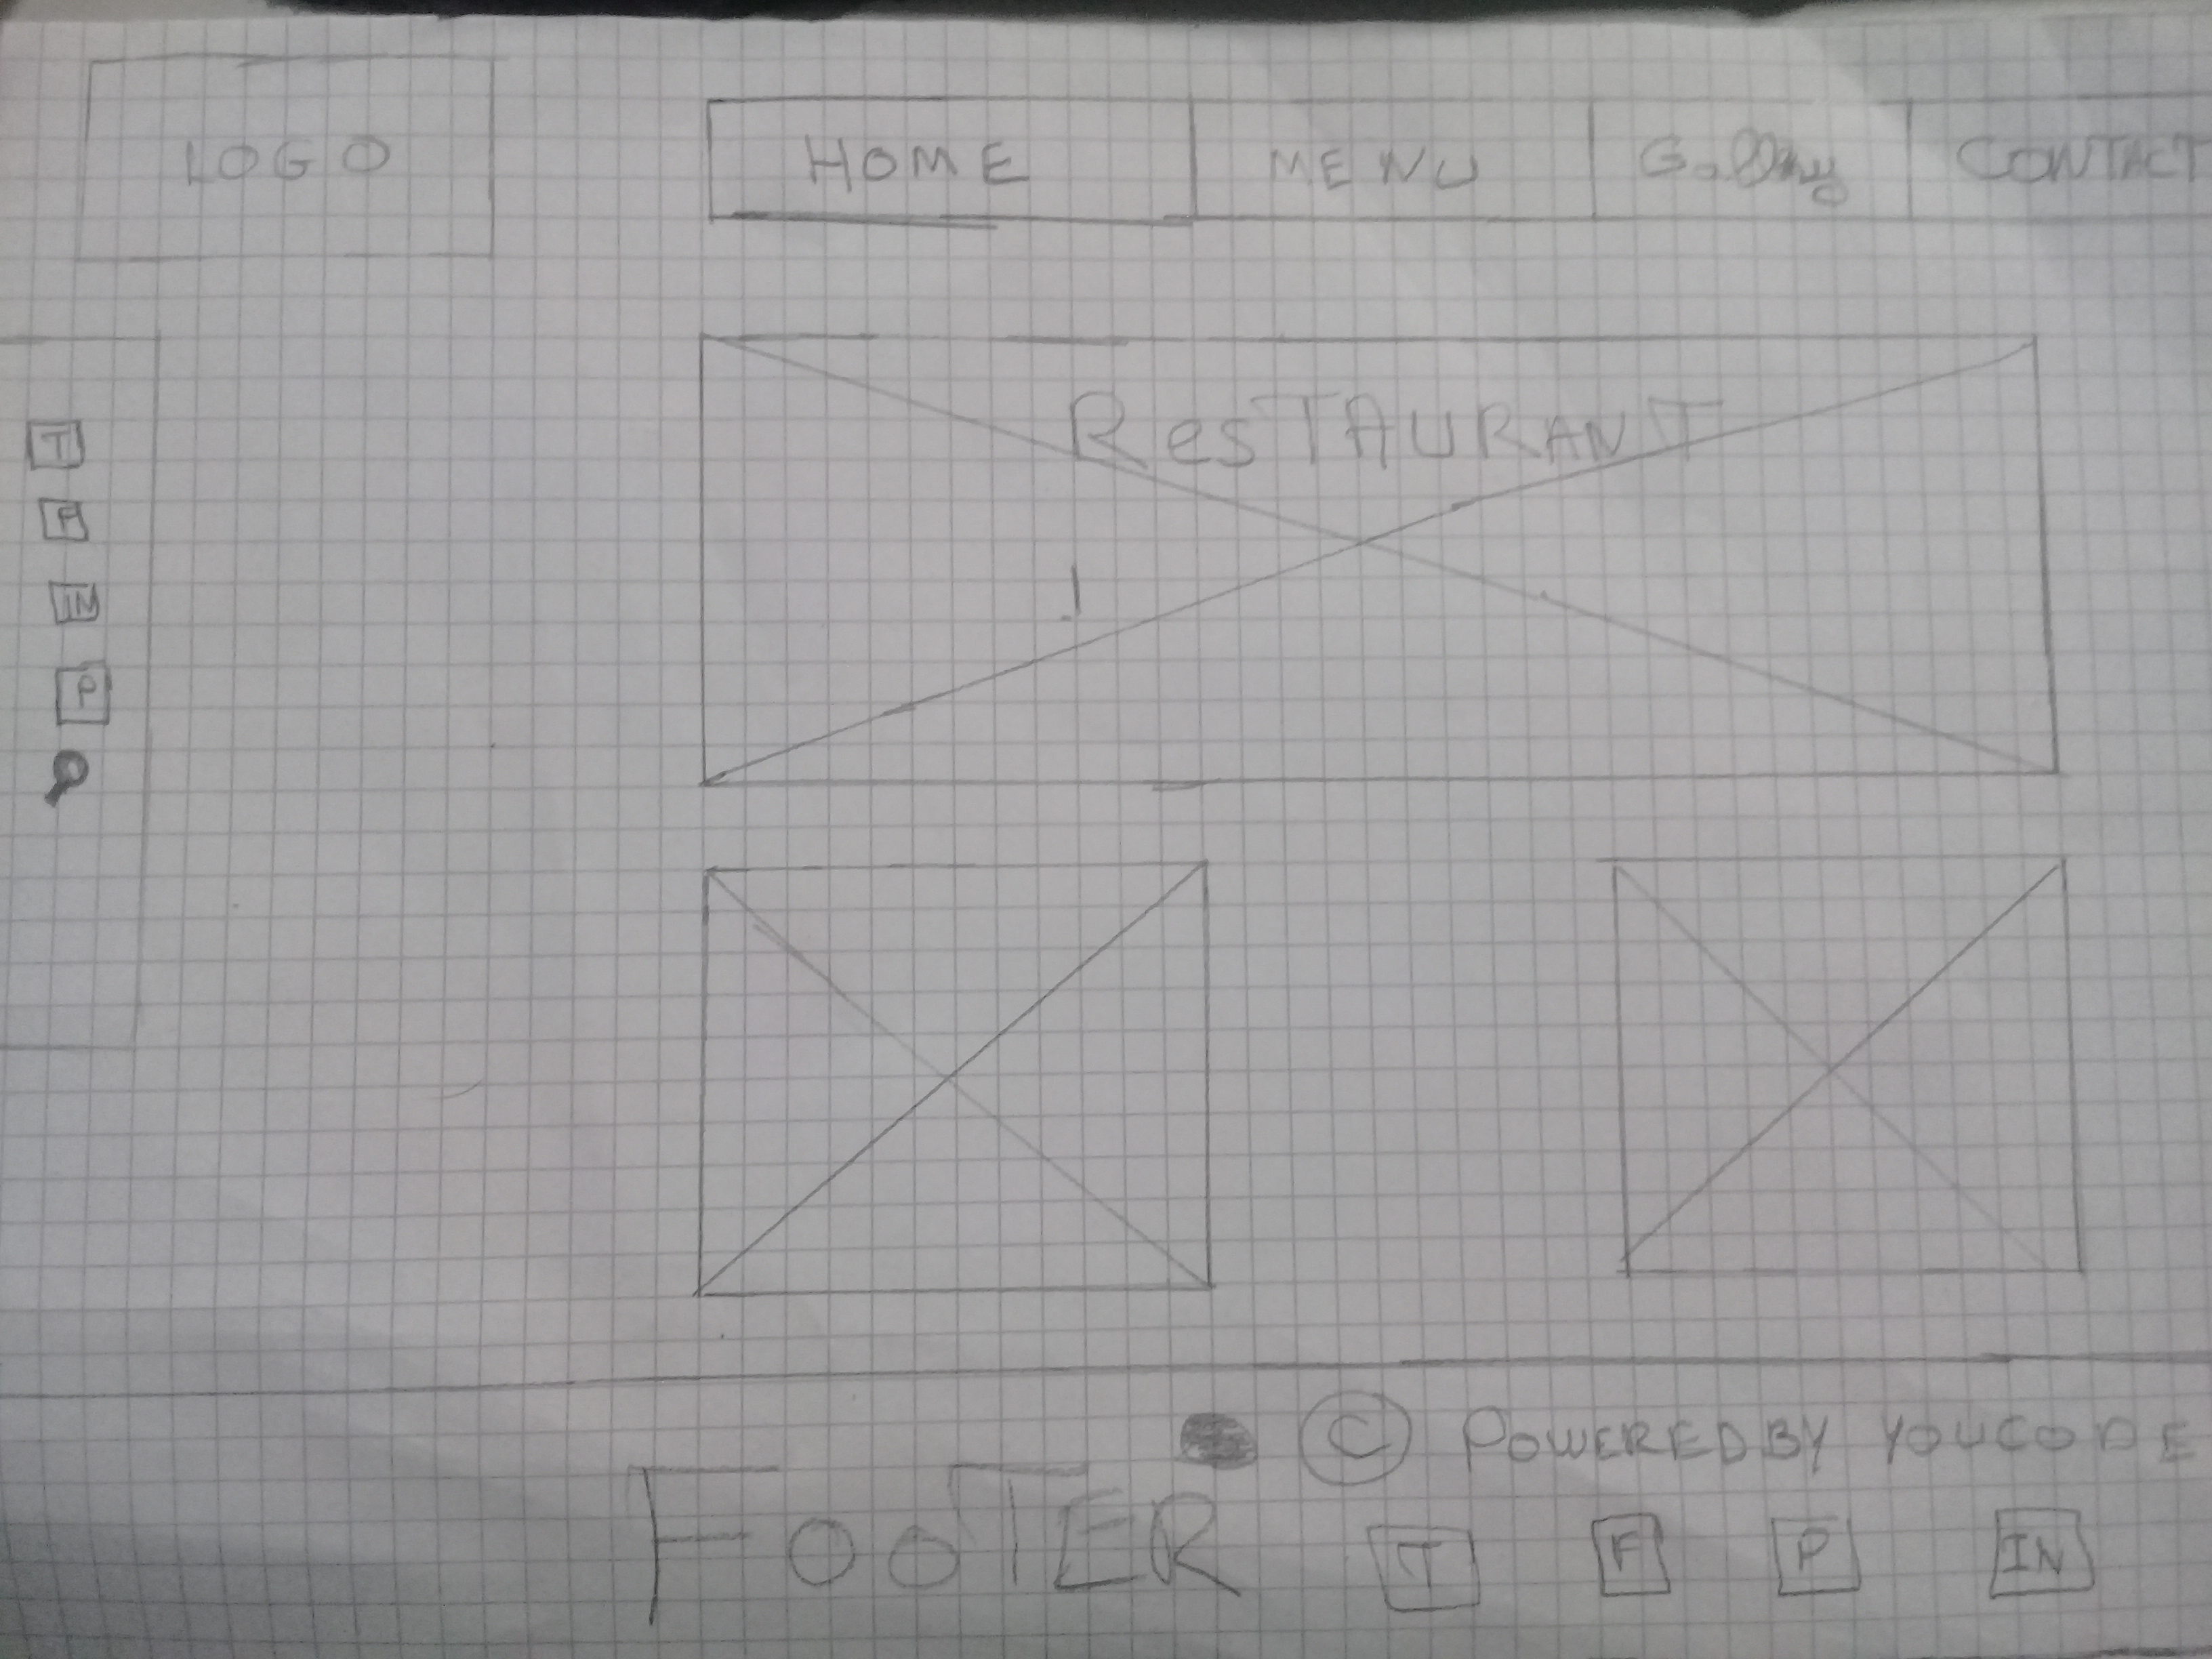 LOGO
HOME MENU Gallery CONTACT
ResTAURANT
T
F
IN
P
© POWERED BY YOUCODE
FOOTER
T F P IN